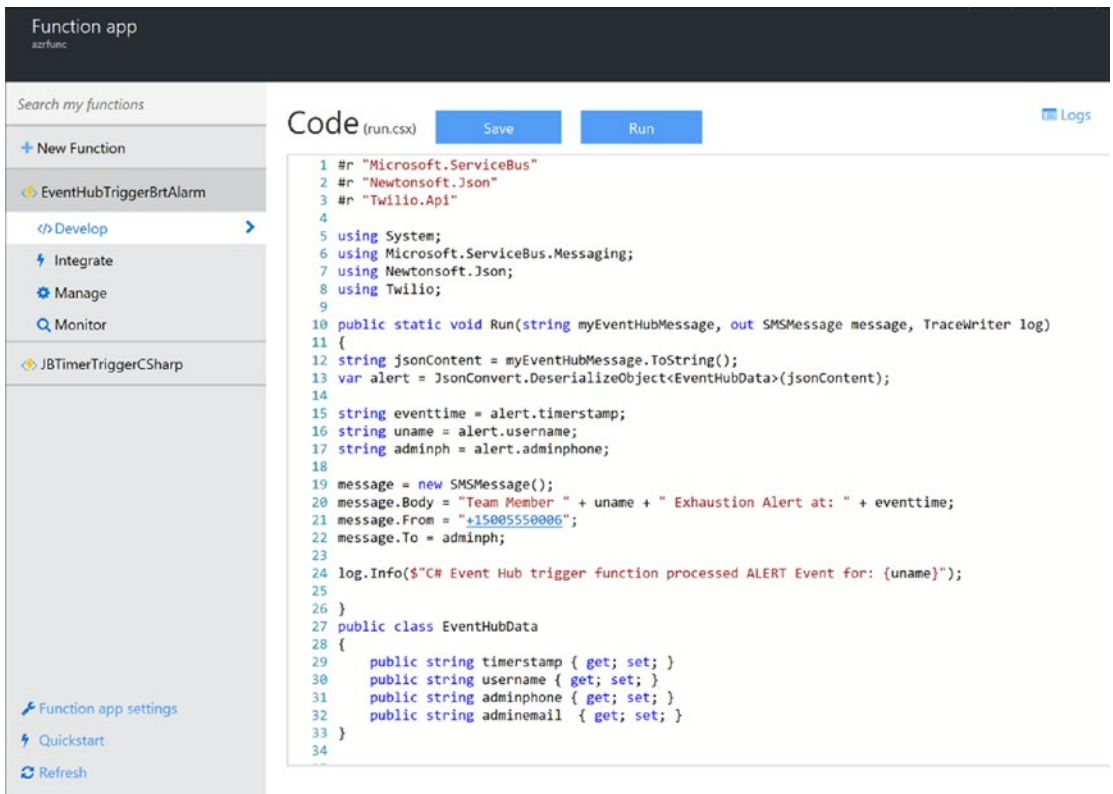 Function app
azrfunc
Search my functions
+ New Function
EventHubTriggerBrtAlarm
</> Develop >
Integrate
Manage
Monitor
JBTimerTriggerCSharp
Function app settings
Quickstart
Refresh
Code (run.csx) Save Run
Logs
1 #r "Microsoft.ServiceBus"
2 #r "Newtonsoft.Json"
3 #r "Twilio.Api"
4
5 using System;
6 using Microsoft.ServiceBus.Messaging;
7 using Newtonsoft.Json;
8 using Twilio;
9
10 public static void Run(string myEventHubMessage, out SMSMessage message, TraceWriter log)
11 {
12 string jsonContent = myEventHubMessage.ToString();
13 var alert = JsonConvert.DeserializeObject<EventHubData>(jsonContent);
14
15 string eventtime = alert.timerstamp;
16 string uname = alert.username;
17 string adminph = alert.adminphone;
18
19 message = new SMSMessage();
20 message.Body = "Team Member " + uname + " Exhaustion Alert at: " + eventtime;
21 message.From = "+15005550006";
22 message.To = adminph;
23
24 log.Info($"C# Event Hub trigger function processed ALERT Event for: {uname}");
25
26 }
27 public class EventHubData
28 {
29     public string timerstamp { get; set; }
30     public string username { get; set; }
31     public string adminphone { get; set; }
32     public string adminemail  { get; set; }
33 }
34